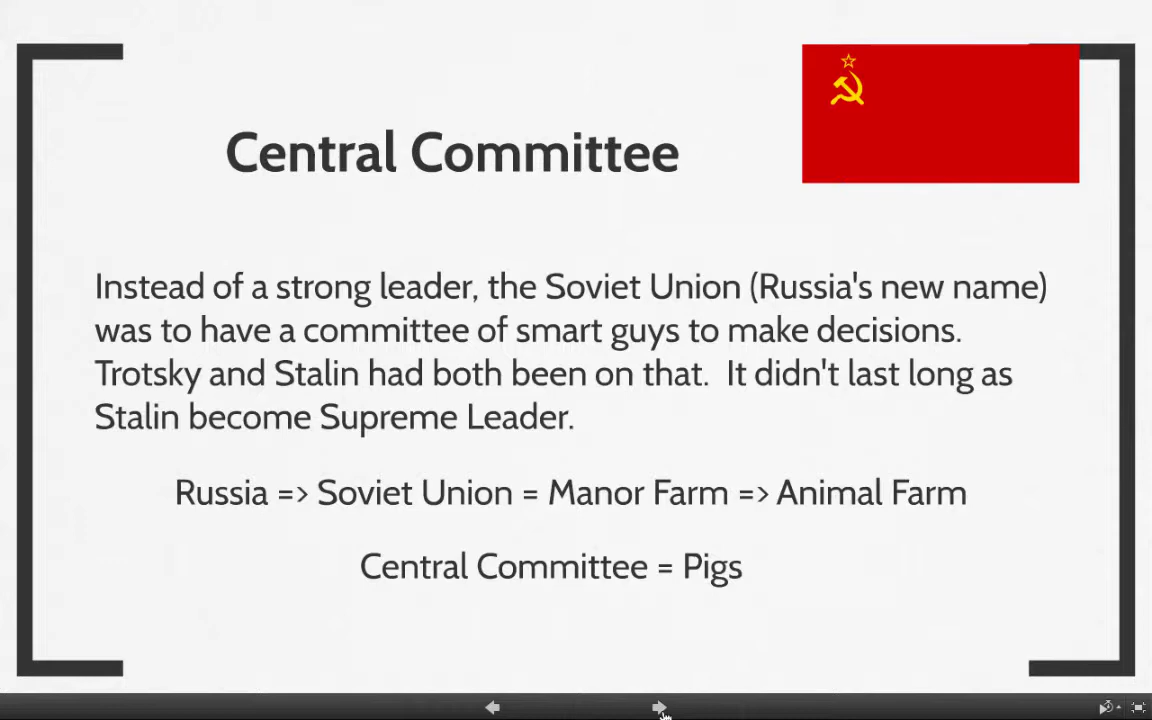 Central Committee
Instead of a strong leader, the Soviet Union (Russia's new name)
was to have a committee of smart guys to make decisions.
Trotsky and Stalin had both been on that.  It didn't last long as
Stalin become Supreme Leader.
Russia => Soviet Union = Manor Farm => Animal Farm
Central Committee = Pigs